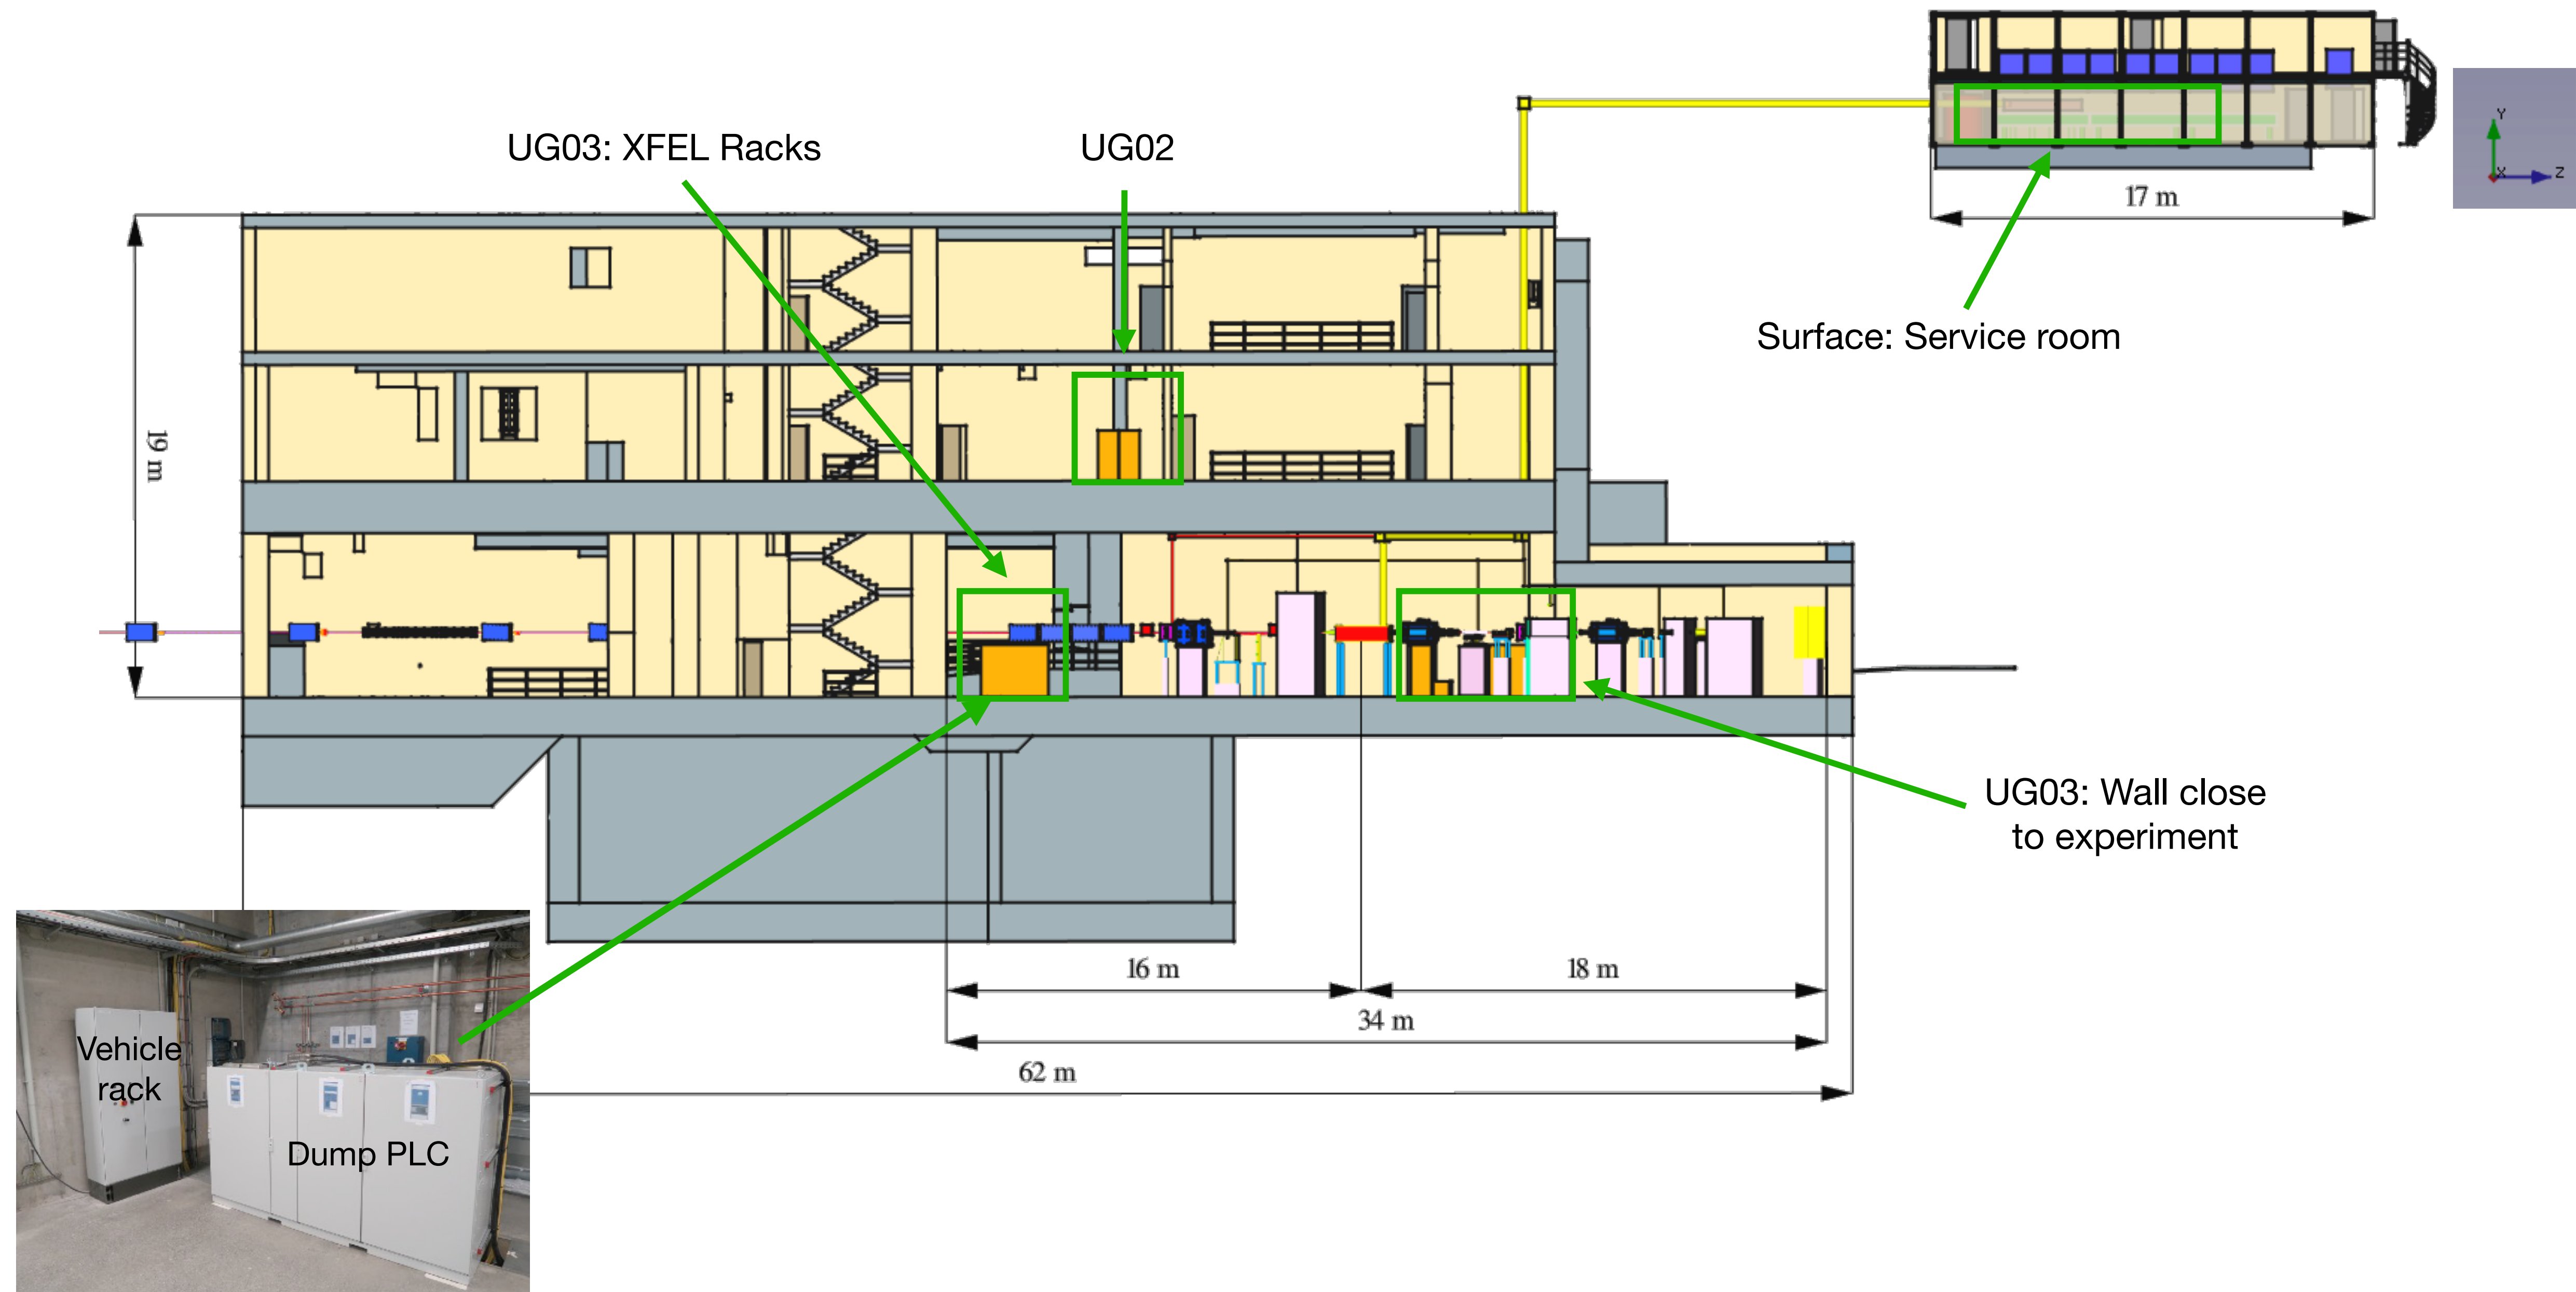 UG03: XFEL Racks
UG02
Y
X
Z
17 m
Surface: Service room
19 m
UG03: Wall close
to experiment
16 m
18 m
34 m
62 m
Vehicle
rack
Dump PLC